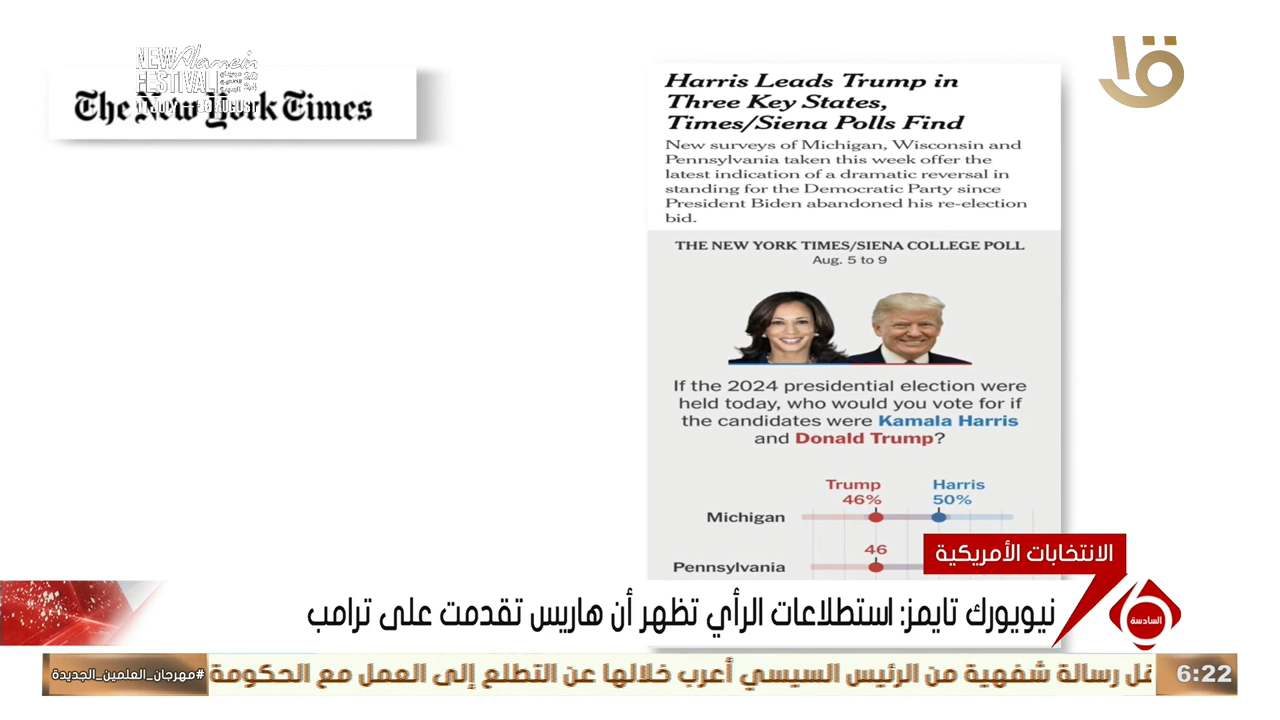 NEW Alamein
FESTIVAL
11 JULY
AUGUST
The New York Times
Harris Leads Trump in
Three Key States,
Times/Siena Polls Find
New surveys of Michigan, Wisconsin and
Pennsylvania taken this week offer the
latest indication of a dramatic reversal in
standing for the Democratic Party since
President Biden abandoned his re-election
bid.
THE NEW YORK TIMES/SIENA COLLEGE POLL
Aug. 5 to 9
If the 2024 presidential election were
held today, who would you vote for if
the candidates were Kamala Harris
and Donald Trump?
Trump Harris
46% 50%
Michigan
46
Pennsylvania
الانتخابات الأمريكية
السادسة
نيويورك تايمز: استطلاعات الرأي تظهر أن هاريس تقدمت على ترامب
6:22
رسالة شفهية من الرئيس السيسي أعرب خلالها عن التطلع إلى العمل مع الحكومة
#مهرجان_العلمين_الجديدة